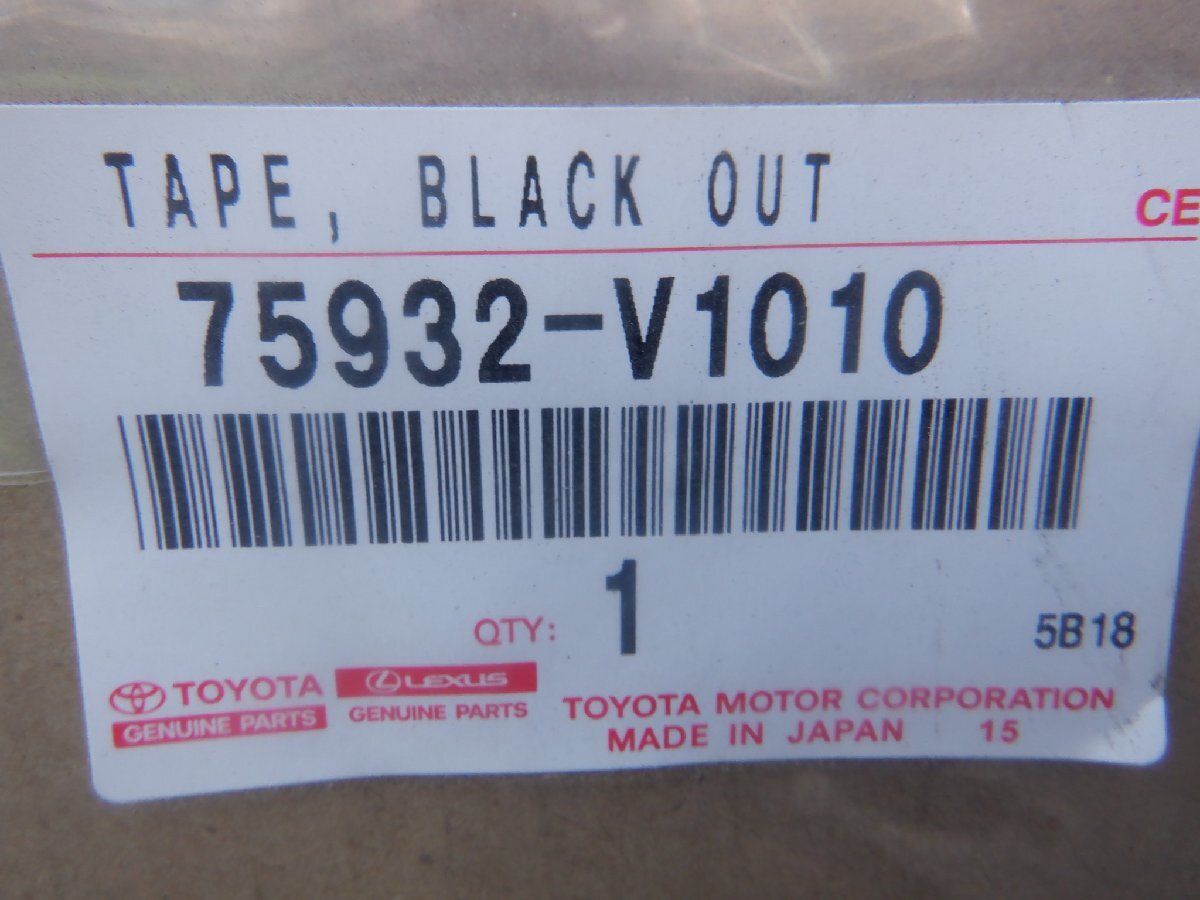 TAPE, BLACK OUT
CE
75932-V1010
QTY: 1
5B18
TOYOTA
GENUINE PARTS
LEXUS
GENUINE PARTS
TOYOTA MOTOR CORPORATION
MADE IN JAPAN 15